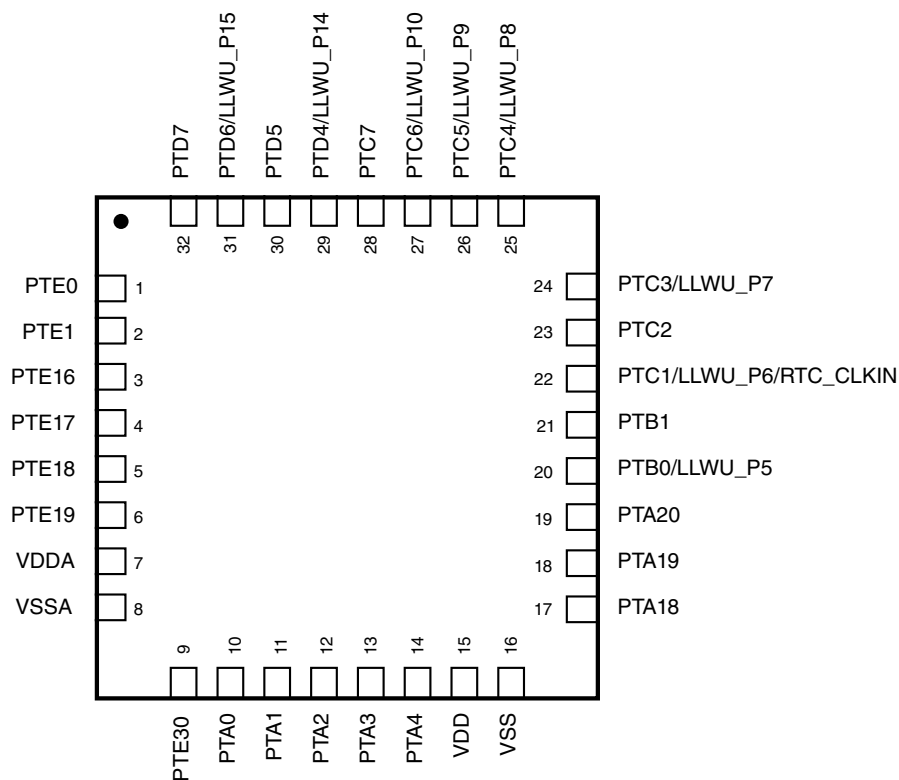 PTD7
PTD6/LLWU_P15
PTD5
PTD4/LLWU_P14
PTC7
PTC6/LLWU_P10
PTC5/LLWU_P9
PTC4/LLWU_P8
32
31
30
29
28
27
26
25
PTE0 1
PTE1 2
PTE16 3
PTE17 4
PTE18 5
PTE19 6
VDDA 7
VSSA 8
24 PTC3/LLWU_P7
23 PTC2
22 PTC1/LLWU_P6/RTC_CLKIN
21 PTB1
20 PTB0/LLWU_P5
19 PTA20
18 PTA19
17 PTA18
9
10
11
12
13
14
15
16
PTE30
PTA0
PTA1
PTA2
PTA3
PTA4
VDD
VSS